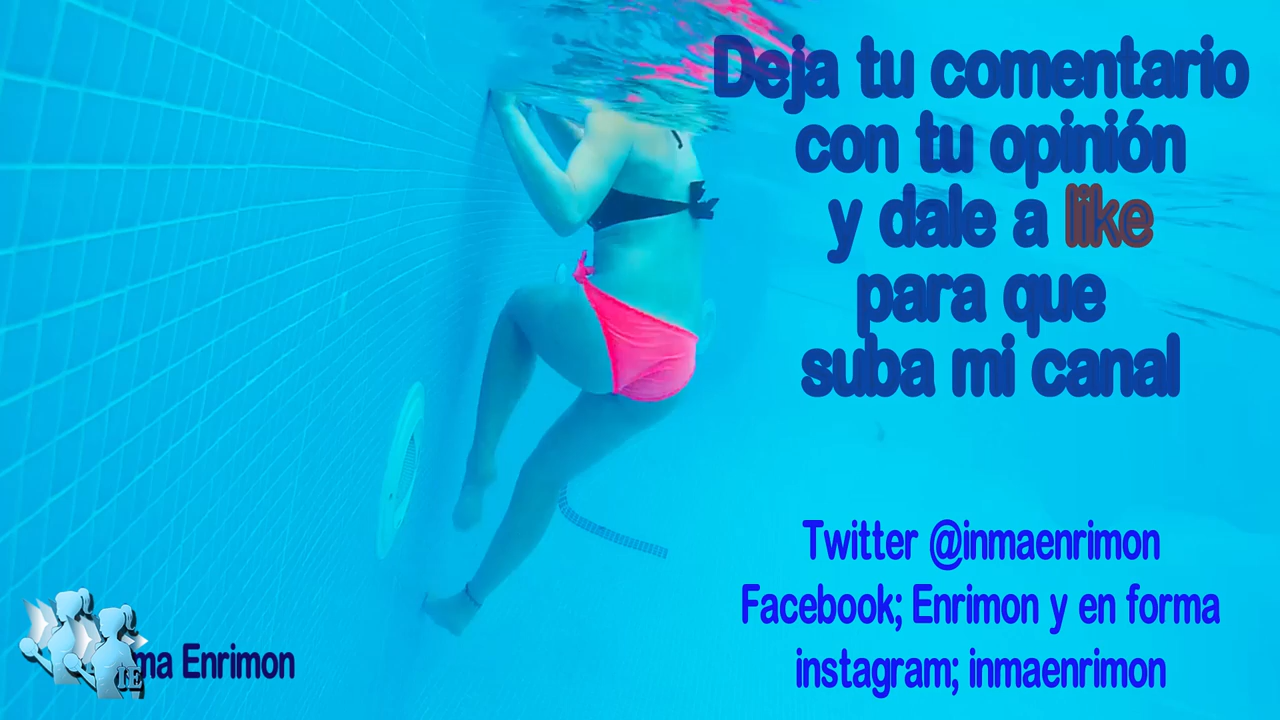 Deja tu comentario
con tu opinión
y dale a like
para que
suba mi canal
Twitter @inmaenrimon
Facebook; Enrimon y en forma
instagram; inmaenrimon
ma Enrimon
IE